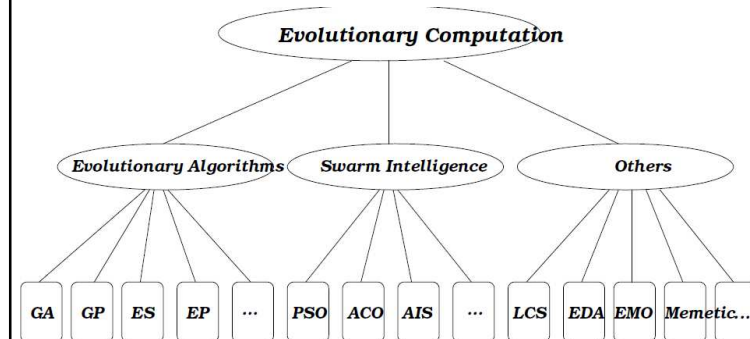 Evolutionary Computation
Evolutionary Algorithms Swarm Intelligence Others
GA GP ES EP ... PSO ACO AIS ... LCS EDA EMO Memetic...